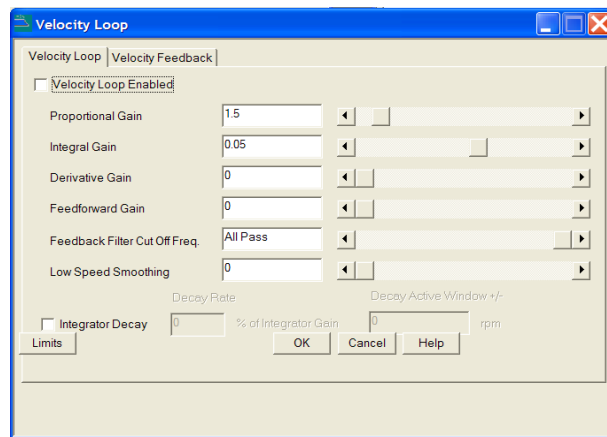 Velocity Loop
Velocity Loop Velocity Feedback
Velocity Loop Enabled
Proportional Gain 1.5
Integral Gain 0.05
Derivative Gain 0
Feedforward Gain 0
Feedback Filter Cut Off Freq. All Pass
Low Speed Smoothing 0
Decay Rate Decay Active Window +/-
Integrator Decay 0 % of Integrator Gain 0 rpm
Limits OK Cancel Help